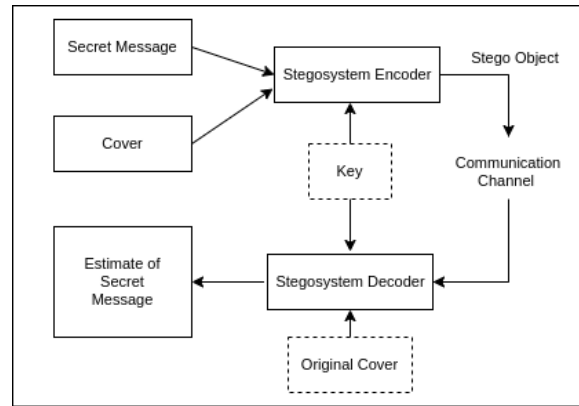 Secret Message
Stegosystem Encoder
Stego Object
Cover
Key
Communication
Channel
Estimate of
Secret
Message
Stegosystem Decoder
Original Cover